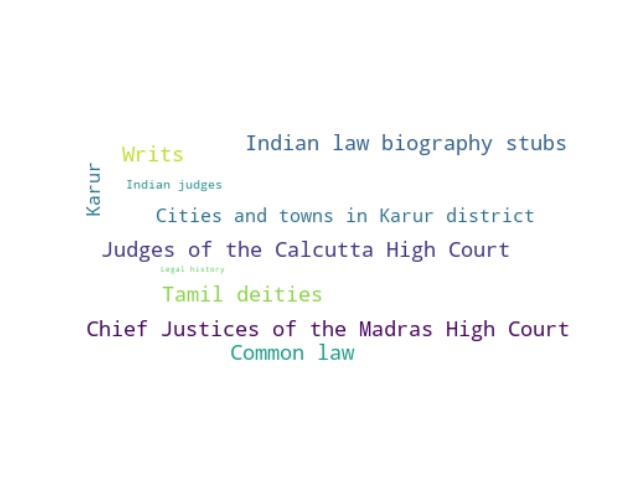 Indian law biography stubs
Writs
Karur
Indian judges
Cities and towns in Karur district
Judges of the Calcutta High Court
Legal history
Tamil deities
Chief Justices of the Madras High Court
Common law